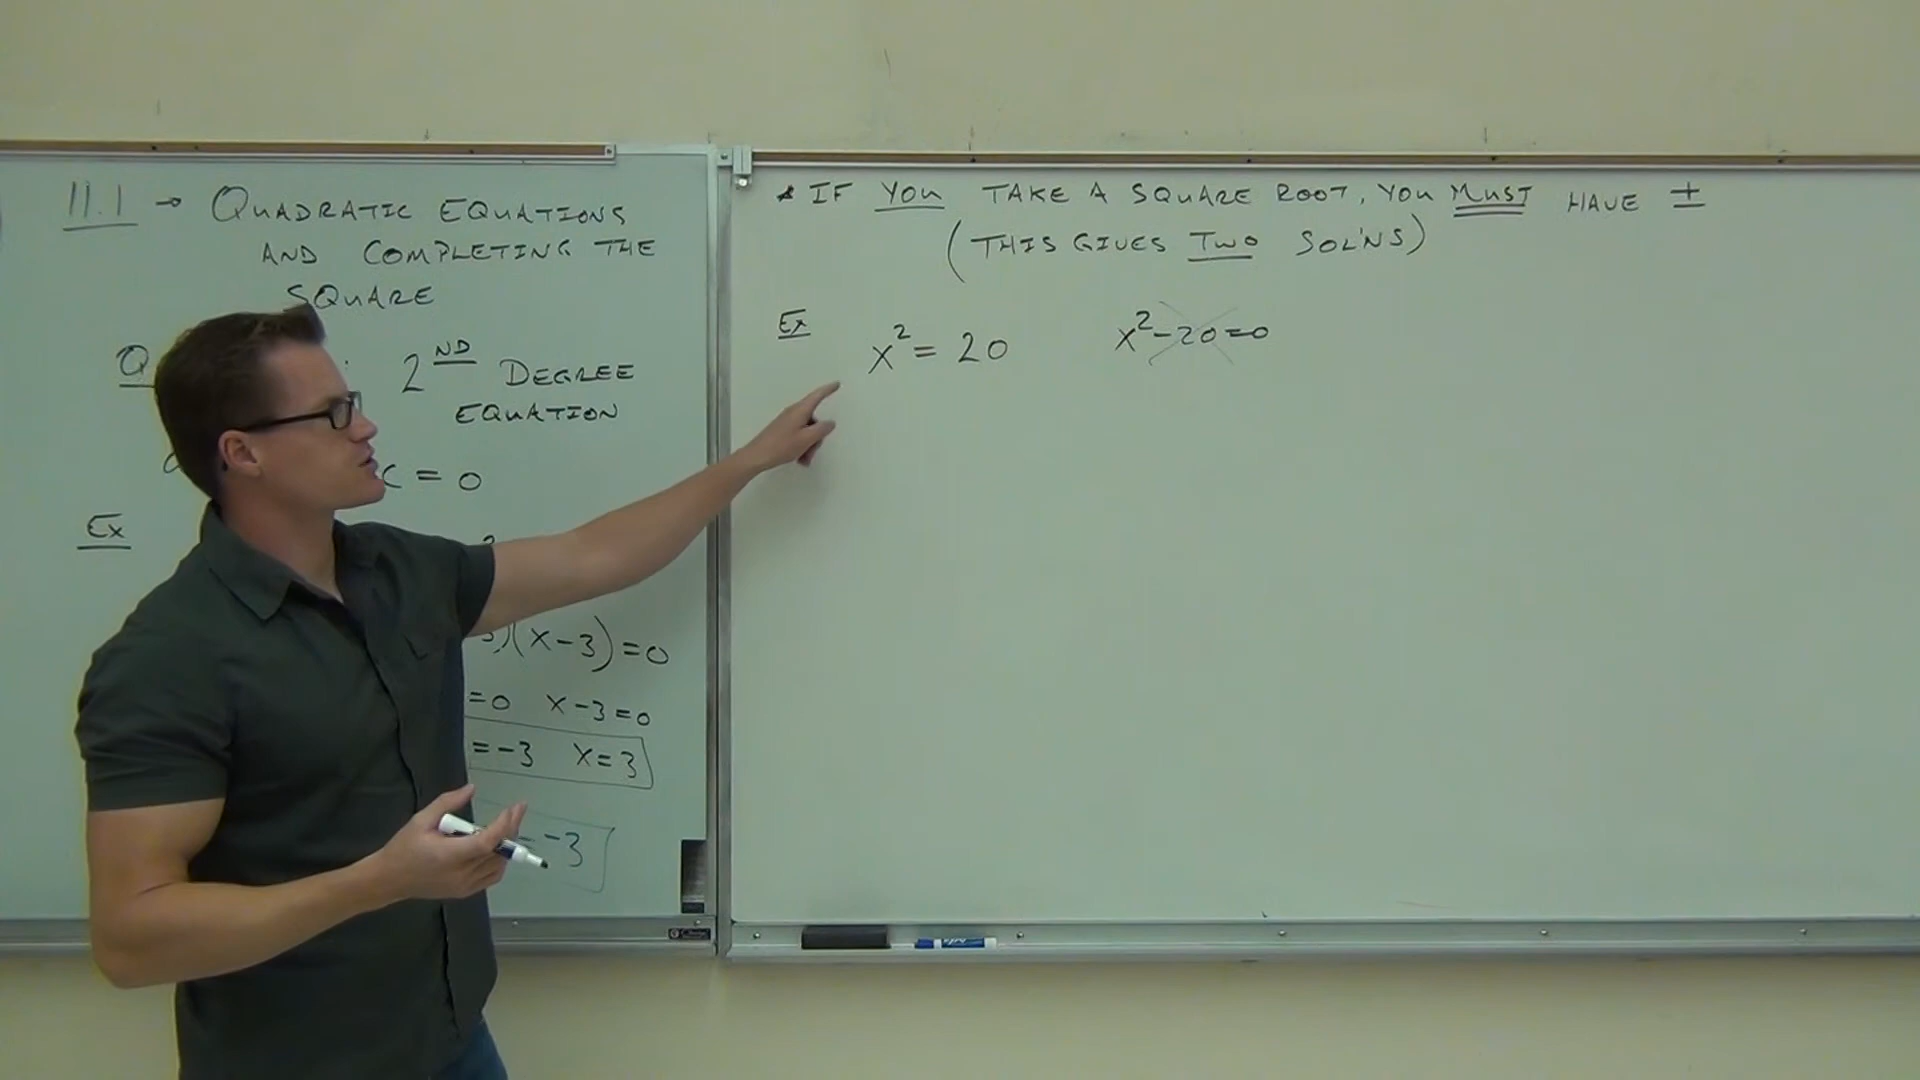 11.1 → QUADRATIC EQUATIONS
AND COMPLETING THE
SQUARE
Q : 2ND DEGREE
EQUATION
C = 0
Ex
2
3)(x-3)=0
=0 x-3=0
=-3 x=3
=-3
* IF YOU TAKE A SQUARE ROOT, YOU MUST HAVE ±
(THIS GIVES TWO SOL'NS)
Ex x²= 20 x²-20=0